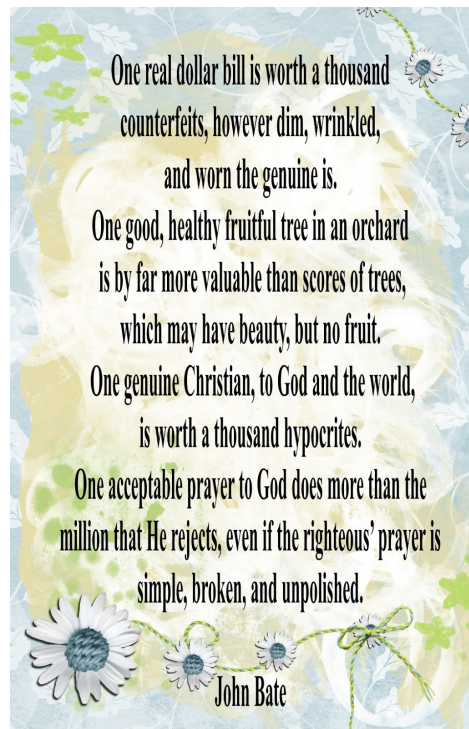 One real dollar bill is worth a thousand
counterfeits, however dim, wrinkled,
and worn the genuine is.
One good, healthy fruitful tree in an orchard
is by far more valuable than scores of trees,
which may have beauty, but no fruit.
One genuine Christian, to God and the world,
is worth a thousand hypocrites.
One acceptable prayer to God does more than the
million that He rejects, even if the righteous’ prayer is
simple, broken, and unpolished.
John Bate